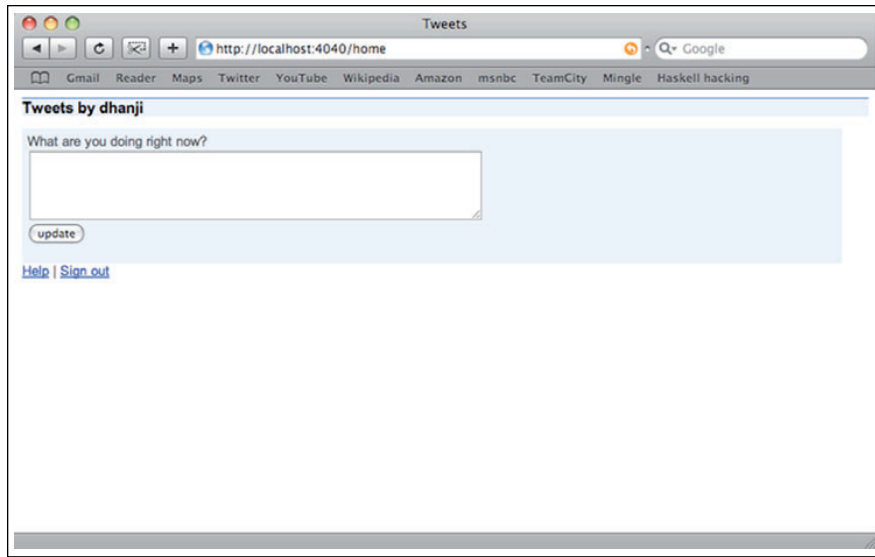 Tweets
http://localhost:4040/home
Google
Gmail Reader Maps Twitter YouTube Wikipedia Amazon msnbc TeamCity Mingle Haskell hacking
Tweets by dhanji
What are you doing right now?
update
Help | Sign out